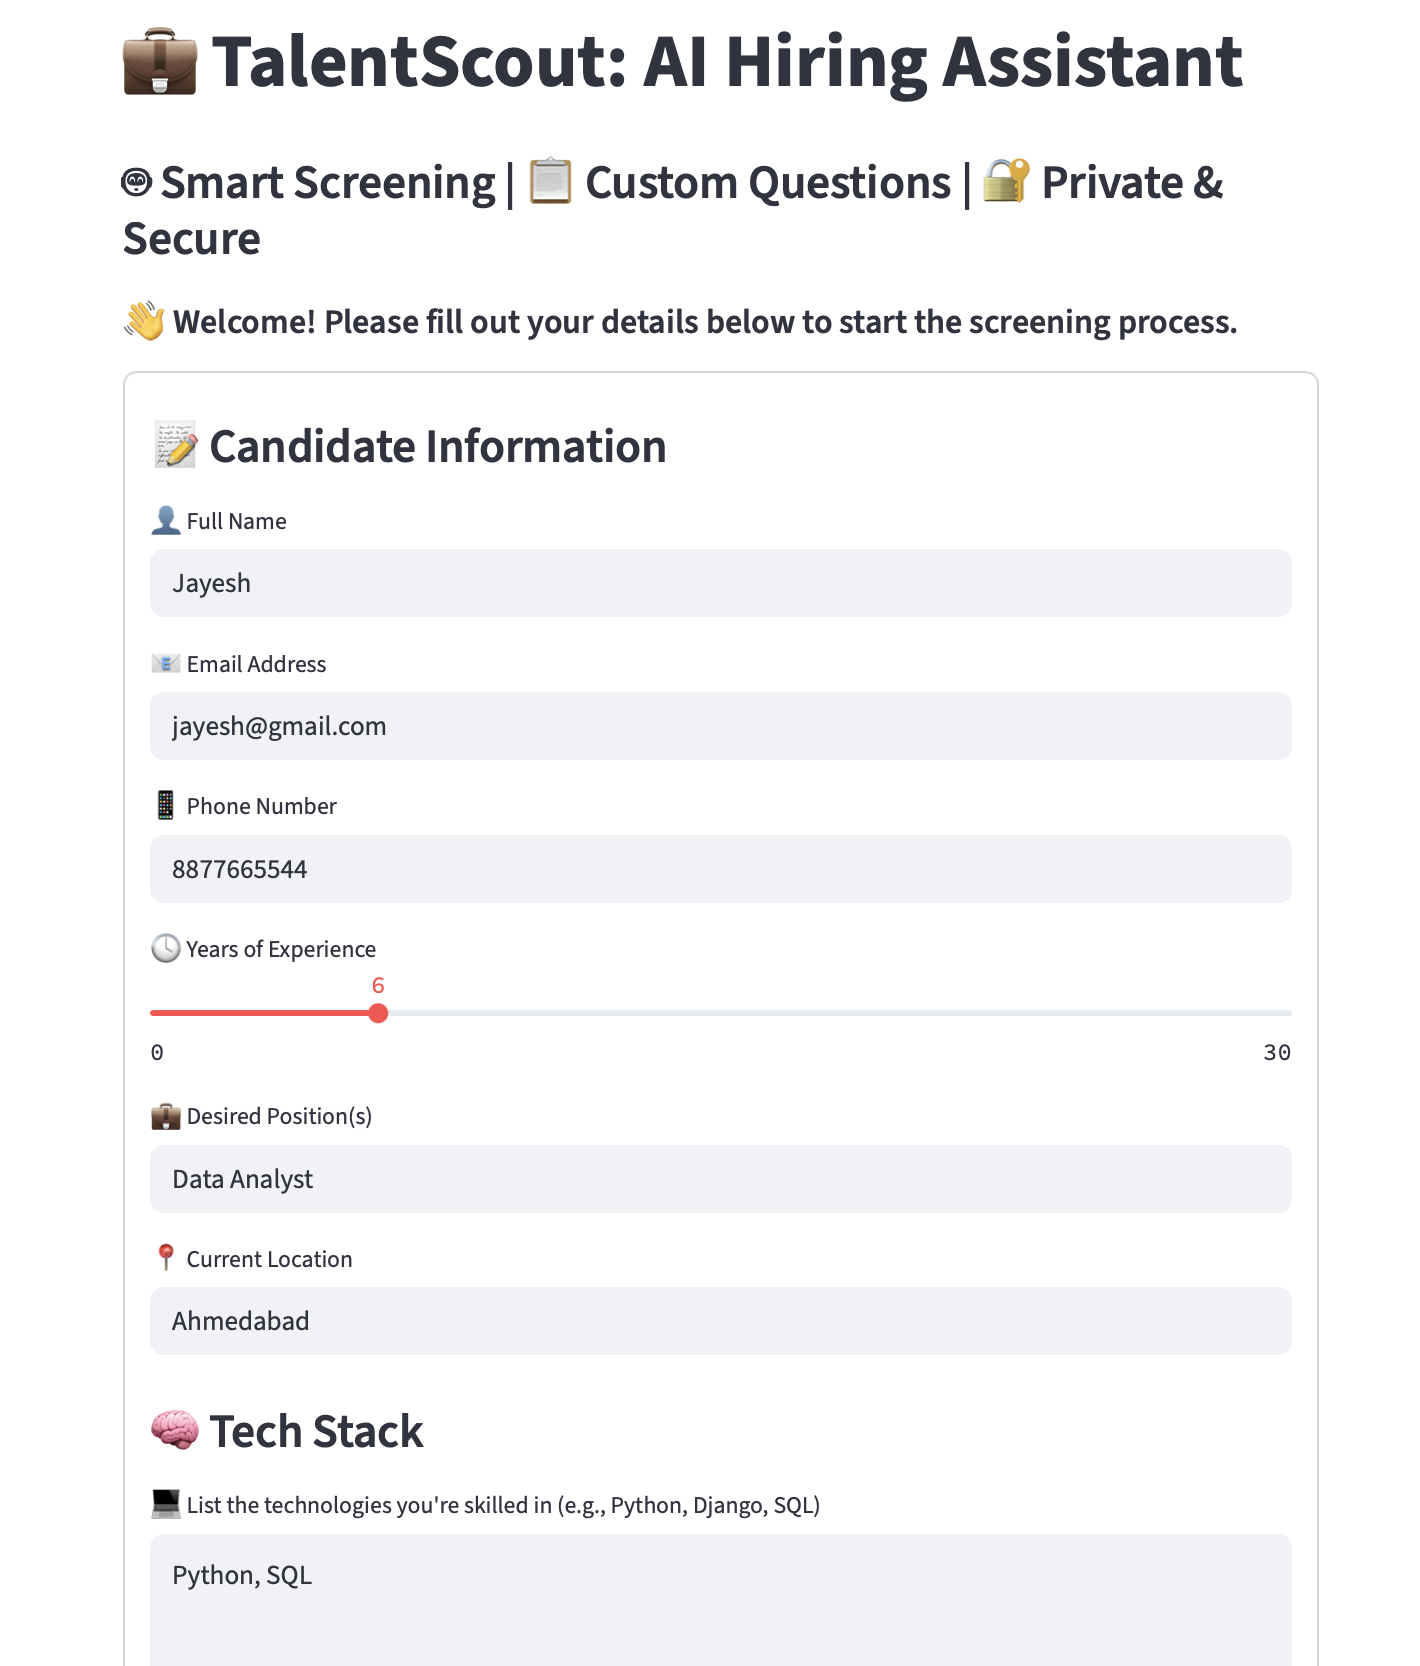 TalentScout: AI Hiring Assistant
Smart Screening | Custom Questions | Private &
Secure
Welcome! Please fill out your details below to start the screening process.
Candidate Information
Full Name
Jayesh
Email Address
jayesh@gmail.com
Phone Number
8877665544
Years of Experience
6
0 30
Desired Position(s)
Data Analyst
Current Location
Ahmedabad
Tech Stack
List the technologies you're skilled in (e.g., Python, Django, SQL)
Python, SQL